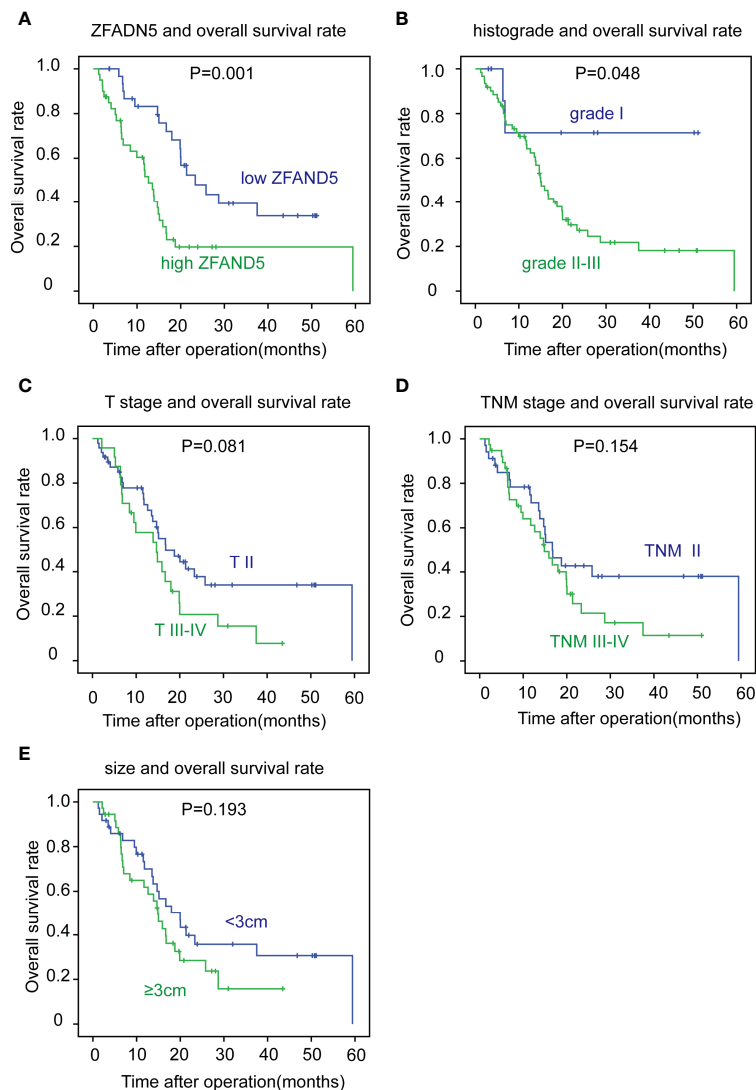 A
ZFADN5 and overall survival rate
P=0.001
Overall survival rate
1.0
0.8
0.6
0.4
0.2
0
low ZFAND5
high ZFAND5
0 10 20 30 40 50 60
Time after operation(months)
B
histograde and overall survival rate
P=0.048
Overall survival rate
1.0
0.8
0.6
0.4
0.2
0
grade I
grade II-III
0 10 20 30 40 50 60
Time after operation(months)
C
T stage and overall survival rate
P=0.081
Overall survival rate
1.0
0.8
0.6
0.4
0.2
0
T II
T III-IV
0 10 20 30 40 50 60
Time after operation(months)
D
TNM stage and overall survival rate
P=0.154
Overall survival rate
1.0
0.8
0.6
0.4
0.2
0
TNM II
TNM III-IV
0 10 20 30 40 50 60
Time after operation(months)
E
size and overall survival rate
P=0.193
Overall survival rate
1.0
0.8
0.6
0.4
0.2
0
<3cm
≥3cm
0 10 20 30 40 50 60
Time after operation(months)